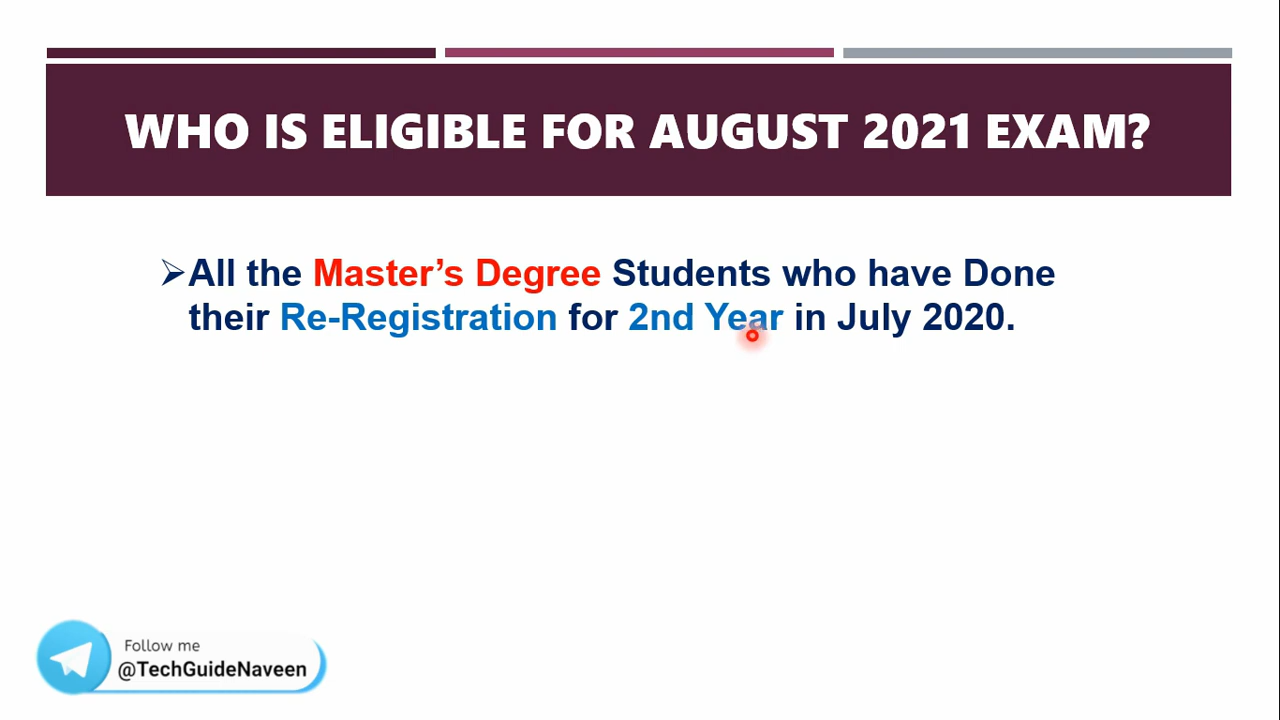 WHO IS ELIGIBLE FOR AUGUST 2021 EXAM?
➢All the Master’s Degree Students who have Done
their Re-Registration for 2nd Year in July 2020.
Follow me
@TechGuideNaveen